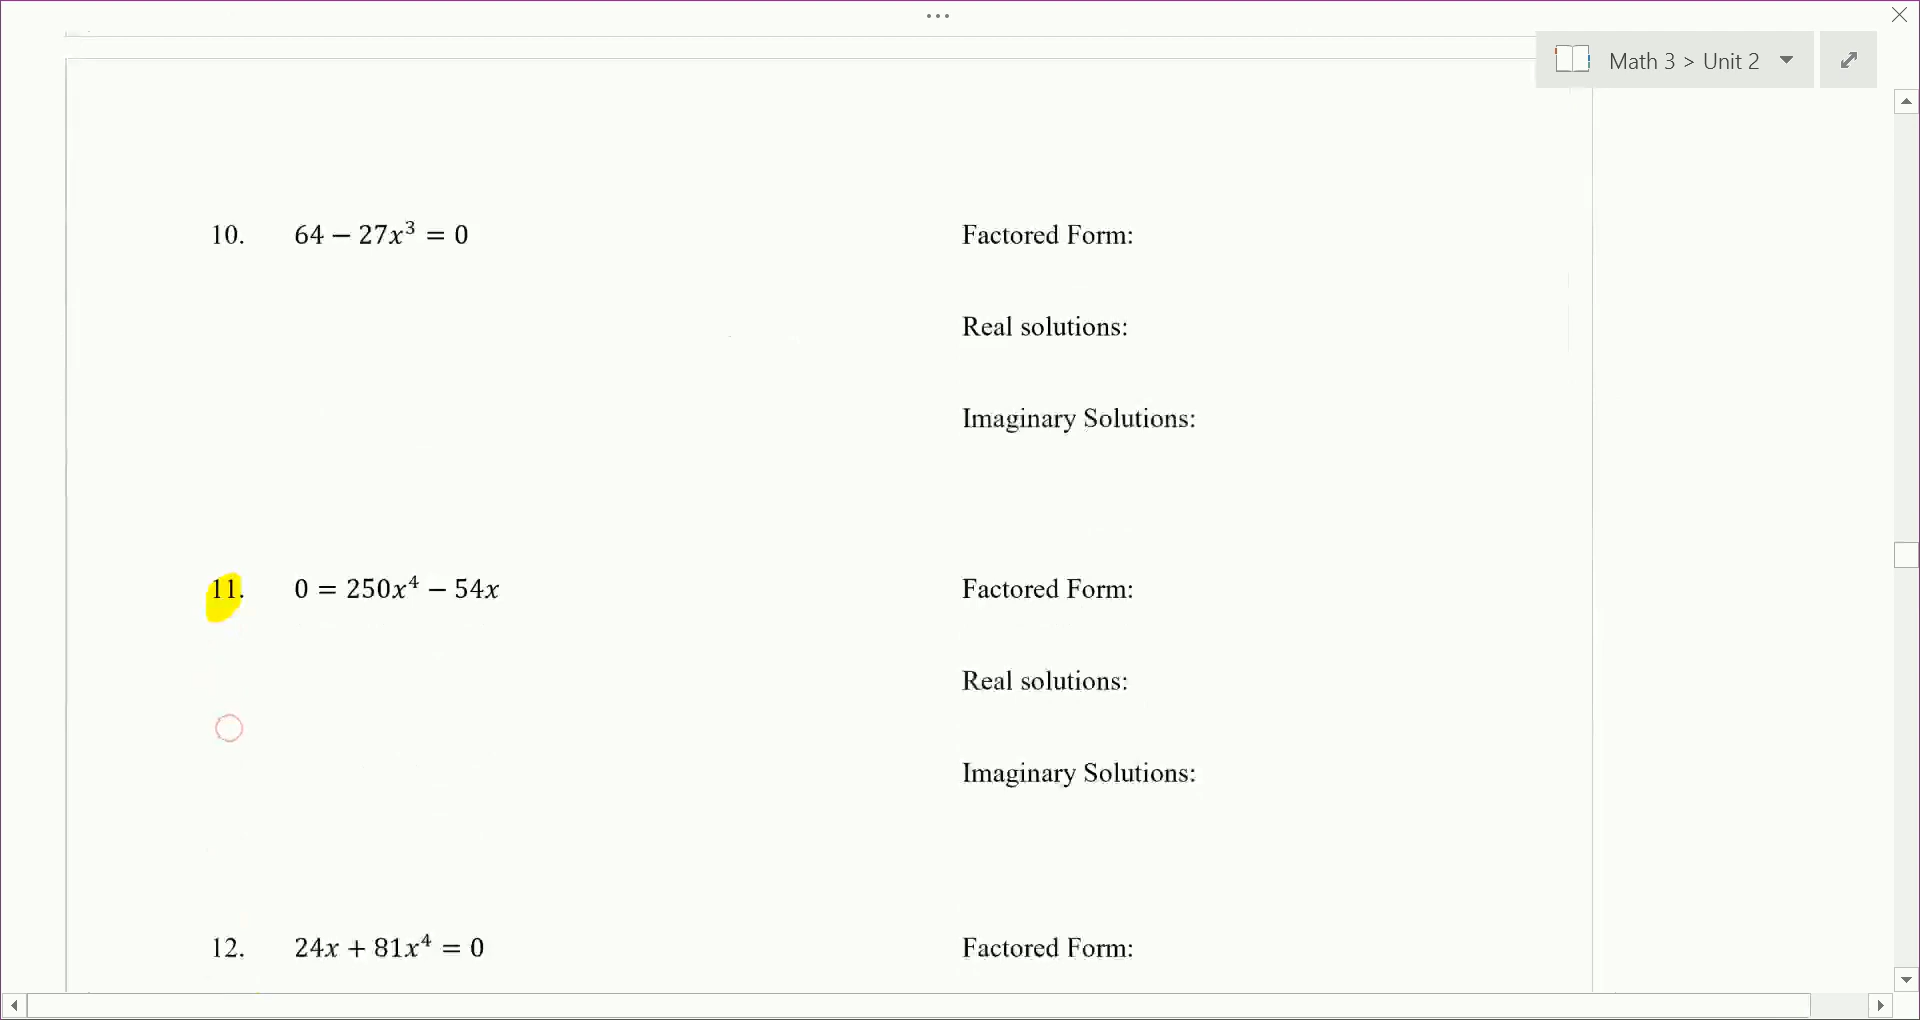 Math 3 > Unit 2
10. 64 − 27x³ = 0 Factored Form:
Real solutions:
Imaginary Solutions:
11. 0 = 250x⁴ − 54x Factored Form:
Real solutions:
Imaginary Solutions:
12. 24x + 81x⁴ = 0 Factored Form: